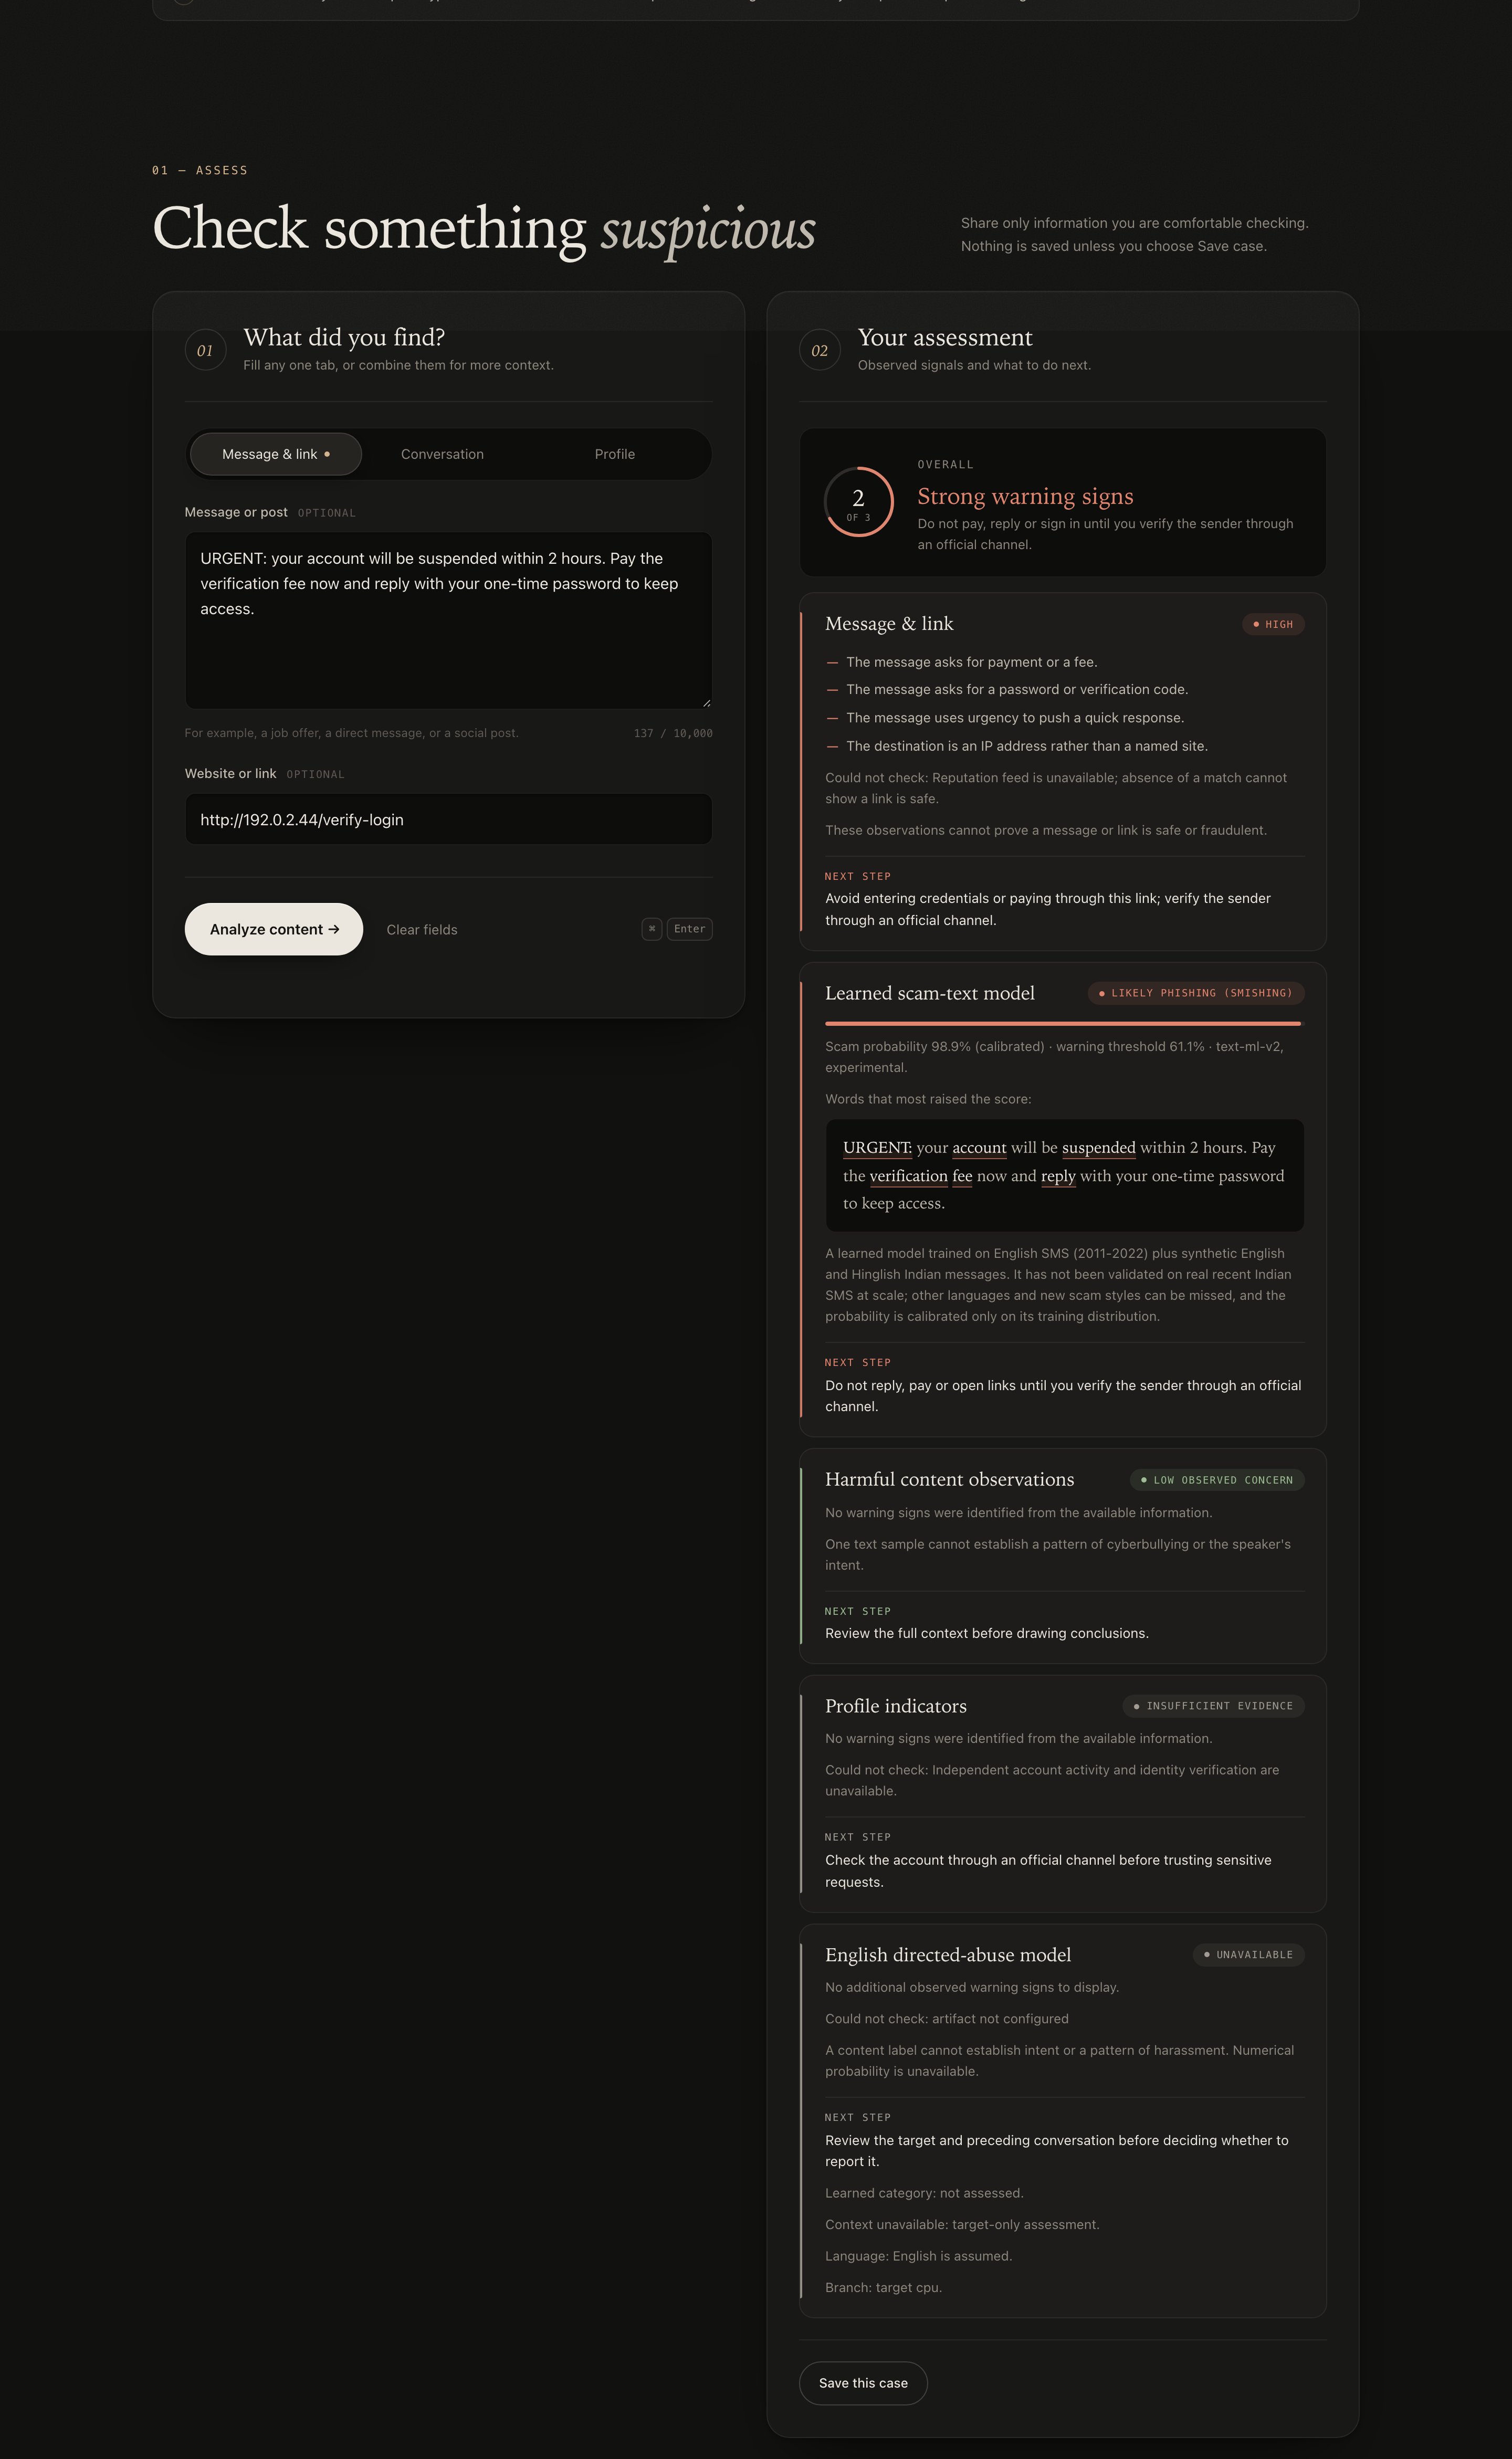 01 — ASSESS
Check something suspicious
Share only information you are comfortable checking.
Nothing is saved unless you choose Save case.
01
What did you find?
Fill any one tab, or combine them for more context.
Message & link
Conversation
Profile
Message or post OPTIONAL
URGENT: your account will be suspended within 2 hours. Pay the
verification fee now and reply with your one-time password to keep
access.
For example, a job offer, a direct message, or a social post.
137 / 10,000
Website or link OPTIONAL
http://192.0.2.44/verify-login
Analyze content →
Clear fields
⌘ Enter
02
Your assessment
Observed signals and what to do next.
2
OF 3
OVERALL
Strong warning signs
Do not pay, reply or sign in until you verify the sender through
an official channel.
Message & link
HIGH
— The message asks for payment or a fee.
— The message asks for a password or verification code.
— The message uses urgency to push a quick response.
— The destination is an IP address rather than a named site.
Could not check: Reputation feed is unavailable; absence of a match cannot
show a link is safe.
These observations cannot prove a message or link is safe or fraudulent.
NEXT STEP
Avoid entering credentials or paying through this link; verify the sender
through an official channel.
Learned scam-text model
LIKELY PHISHING (SMISHING)
Scam probability 98.9% (calibrated) · warning threshold 61.1% · text-ml-v2,
experimental.
Words that most raised the score:
URGENT: your account will be suspended within 2 hours. Pay
the verification fee now and reply with your one-time password
to keep access.
A learned model trained on English SMS (2011-2022) plus synthetic English
and Hinglish Indian messages. It has not been validated on real recent Indian
SMS at scale; other languages and new scam styles can be missed, and the
probability is calibrated only on its training distribution.
NEXT STEP
Do not reply, pay or open links until you verify the sender through an official
channel.
Harmful content observations
LOW OBSERVED CONCERN
No warning signs were identified from the available information.
One text sample cannot establish a pattern of cyberbullying or the speaker's
intent.
NEXT STEP
Review the full context before drawing conclusions.
Profile indicators
INSUFFICIENT EVIDENCE
No warning signs were identified from the available information.
Could not check: Independent account activity and identity verification are
unavailable.
NEXT STEP
Check the account through an official channel before trusting sensitive
requests.
English directed-abuse model
UNAVAILABLE
No additional observed warning signs to display.
Could not check: artifact not configured
A content label cannot establish intent or a pattern of harassment. Numerical
probability is unavailable.
NEXT STEP
Review the target and preceding conversation before deciding whether to
report it.
Learned category: not assessed.
Context unavailable: target-only assessment.
Language: English is assumed.
Branch: target cpu.
Save this case